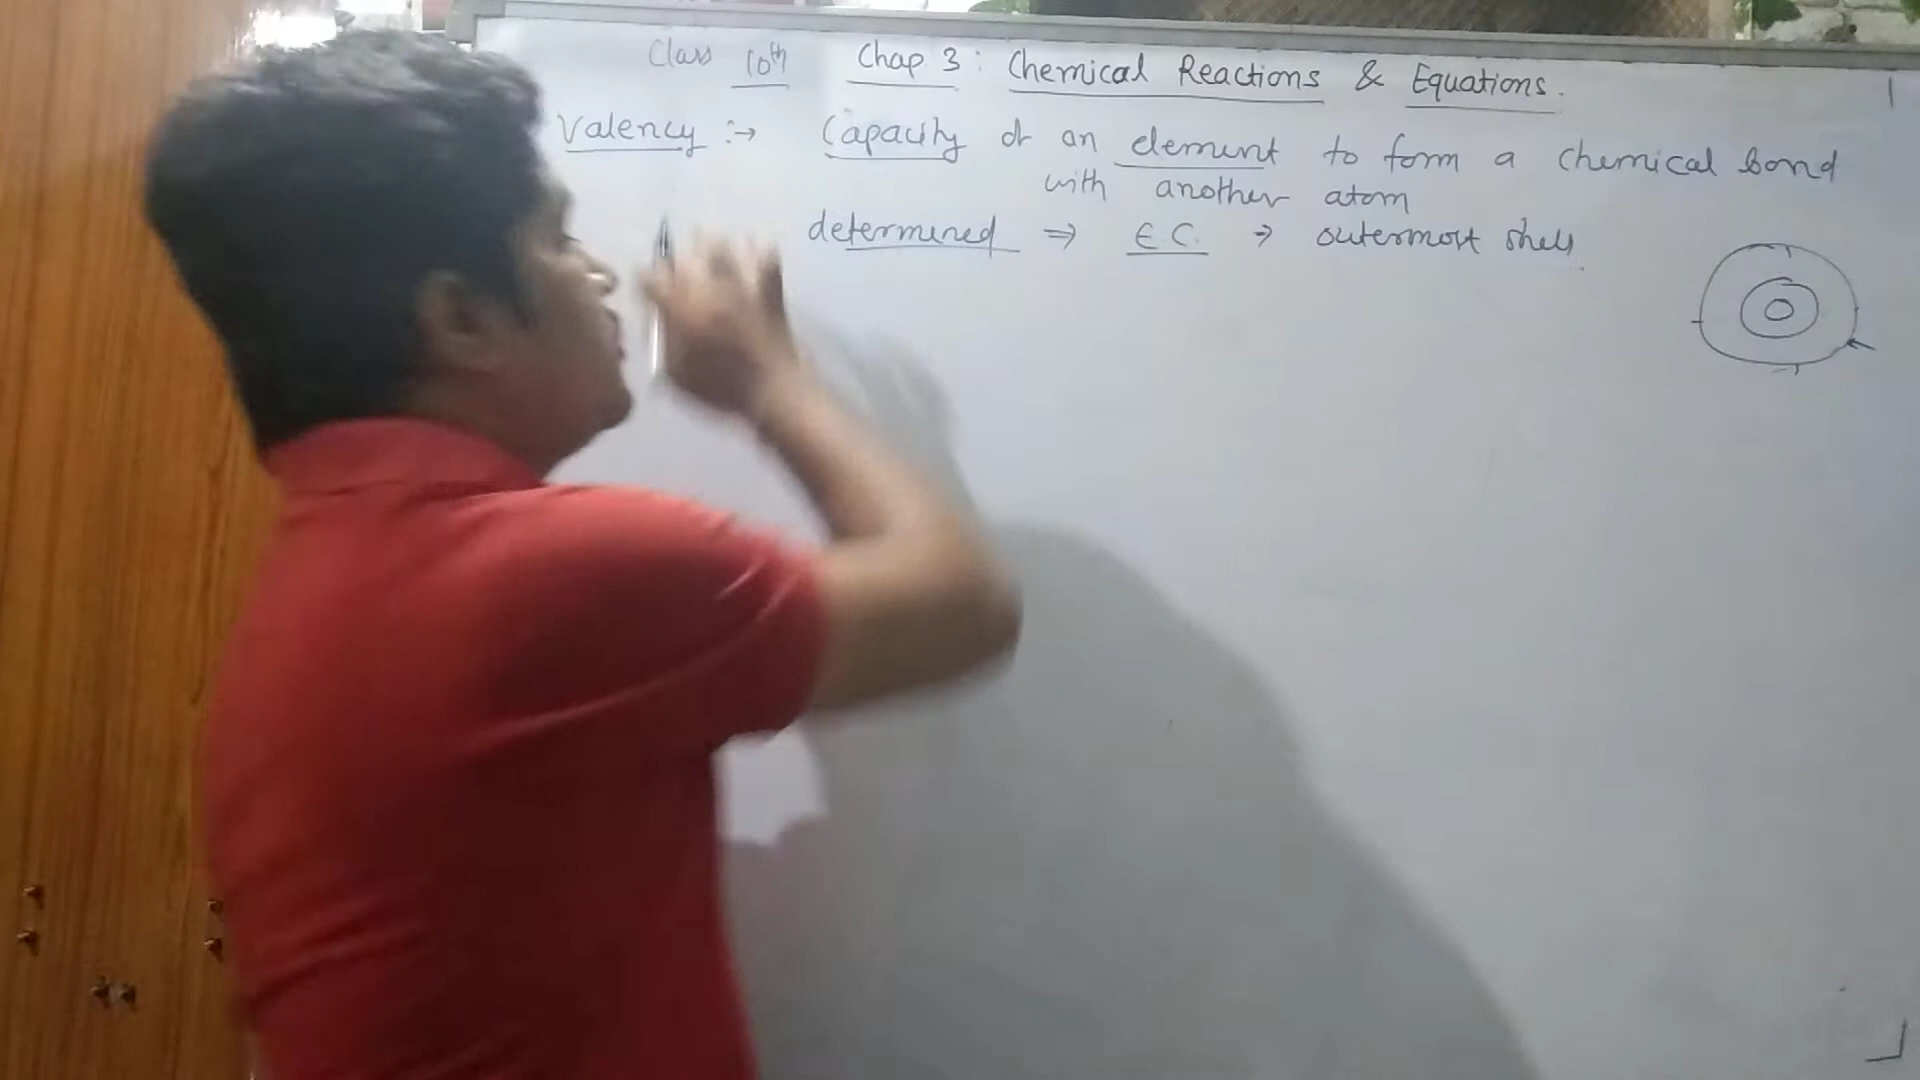 Class 10th Chap 3: Chemical Reactions & Equations.
Valency :→ Capacity of an element to form a chemical bond
with another atom
determined ⇒ E C. → outermost shell